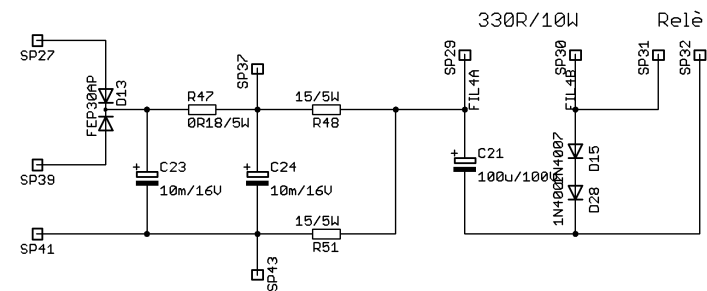 330R/10W
Relè
SP27
SP37
SP29
SP30
SP31
SP32
FIL4A
FIL4B
FEP30AP
D13
R47
0R18/5W
15/5W
R48
SP39
C23
10m/16V
C24
10m/16V
C21
100u/100V
1N4007
D15
1N4007
D28
SP41
15/5W
R51
SP43